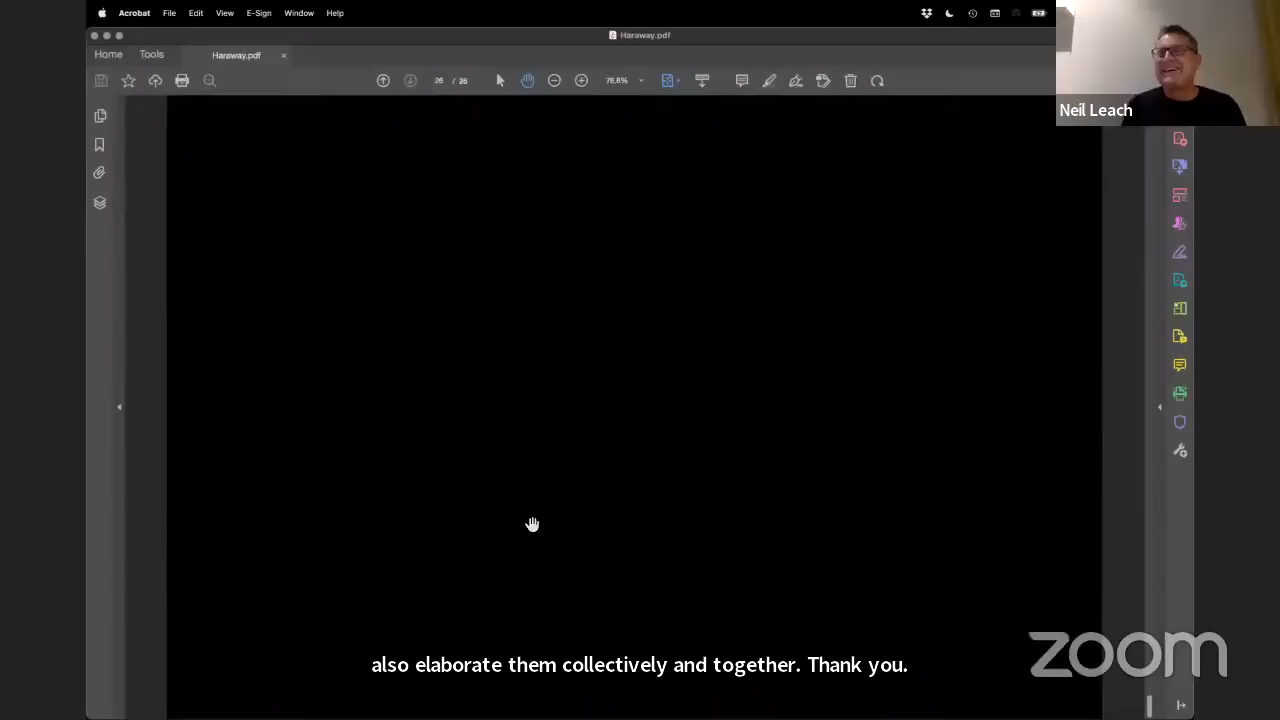 Acrobat File Edit View E-Sign Window Help
Haraway.pdf
Home Tools Haraway.pdf
26 / 26 76,8%
Neil Leach
also elaborate them collectively and together. Thank you.
zoom